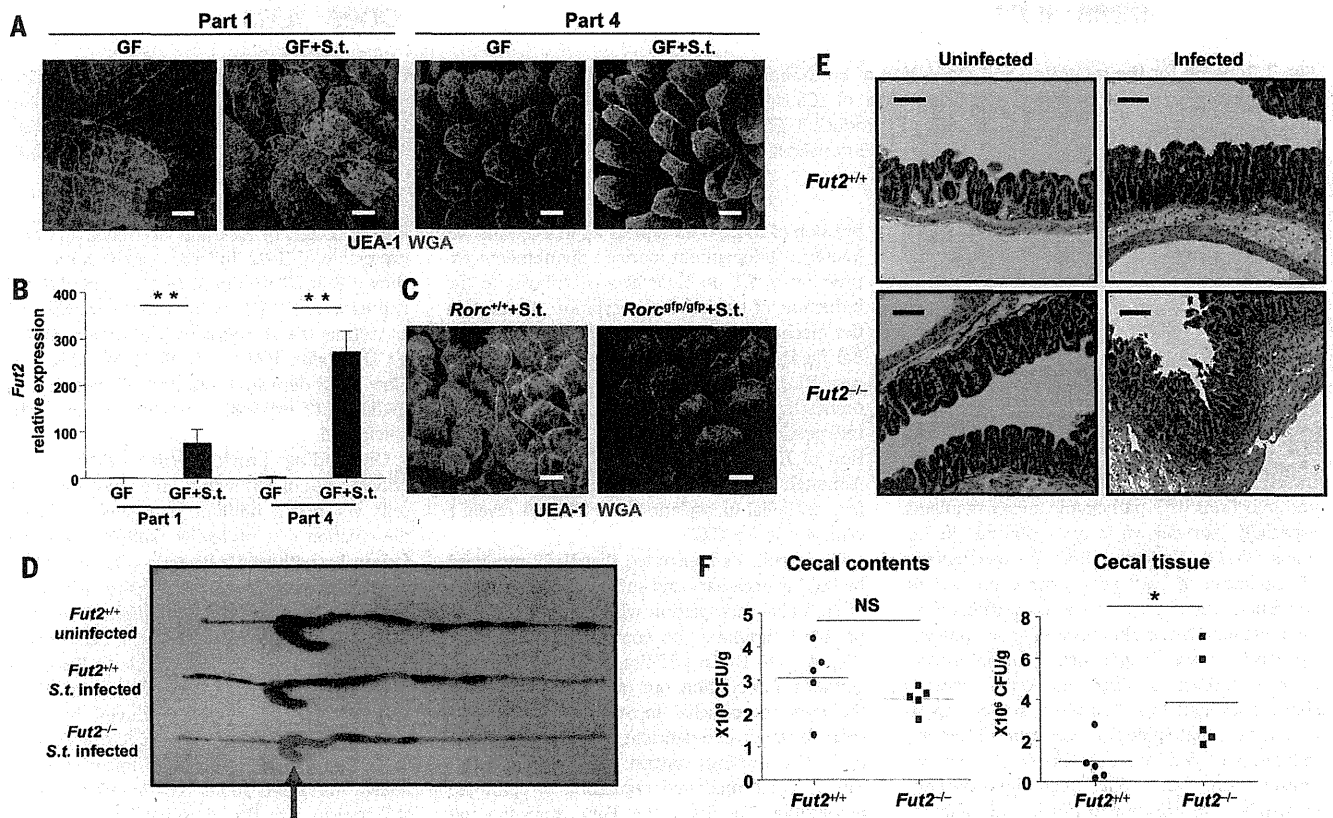 A
Part 1
Part 4
GF
GF+S.t.
GF
GF+S.t.
UEA-1 WGA
B
Fut2
relative expression
400
300
200
100
0
* *
* *
GF
GF+S.t.
GF
GF+S.t.
Part 1
Part 4
C
Rorc+/++S.t.
Rorcgfp/gfp+S.t.
UEA-1 WGA
D
Fut2+/+
uninfected
Fut2+/+
S.t. infected
Fut2–/–
S.t. infected
E
Uninfected
Infected
Fut2+/+
Fut2–/–
F
Cecal contents
NS
X10⁹ CFU/g
5
4
3
2
1
0
Fut2+/+
Fut2–/–
Cecal tissue
*
X10⁶ CFU/g
8
6
4
2
0
Fut2+/+
Fut2–/–